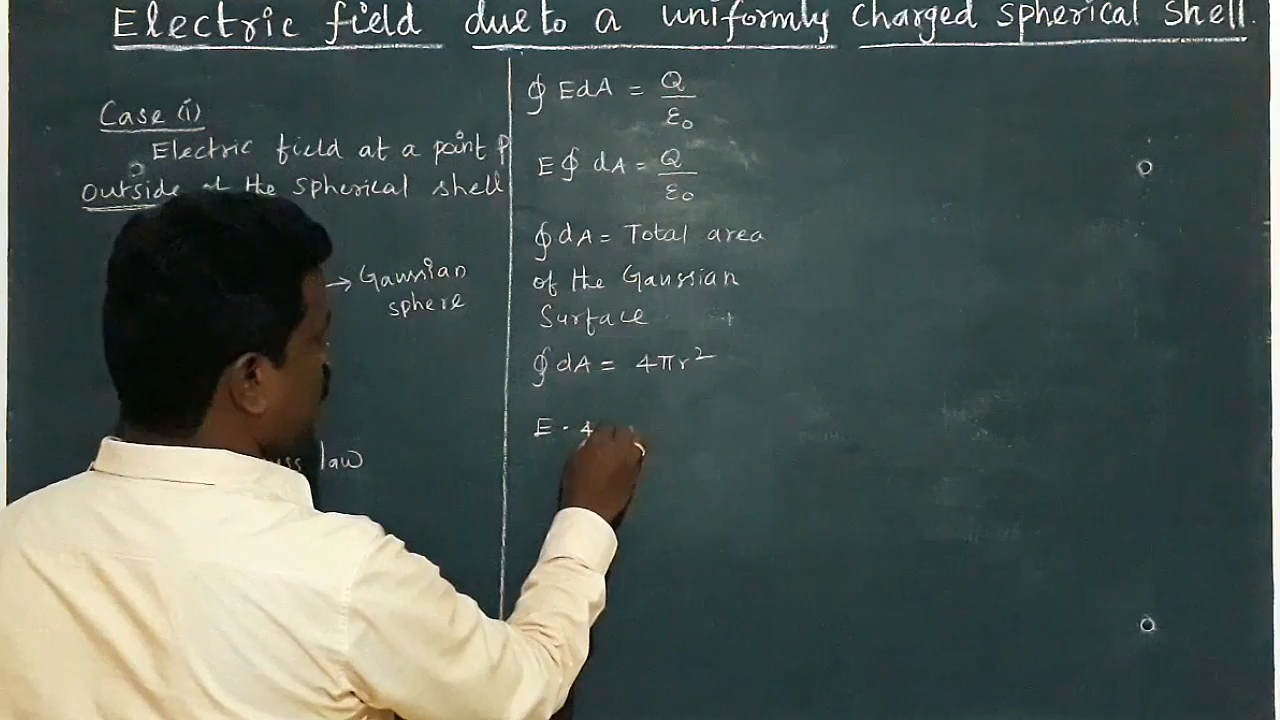 Electric field due to a uniformly charged spherical shell.
Case (i)
Electric field at a point P
outside of the spherical shell
→ Gaussian
sphere
law
∮ EdA = Q/ε₀
E∮ dA = Q/ε₀
∮ dA = Total area
of the Gaussian
Surface
∮ dA = 4πr²
E · 4